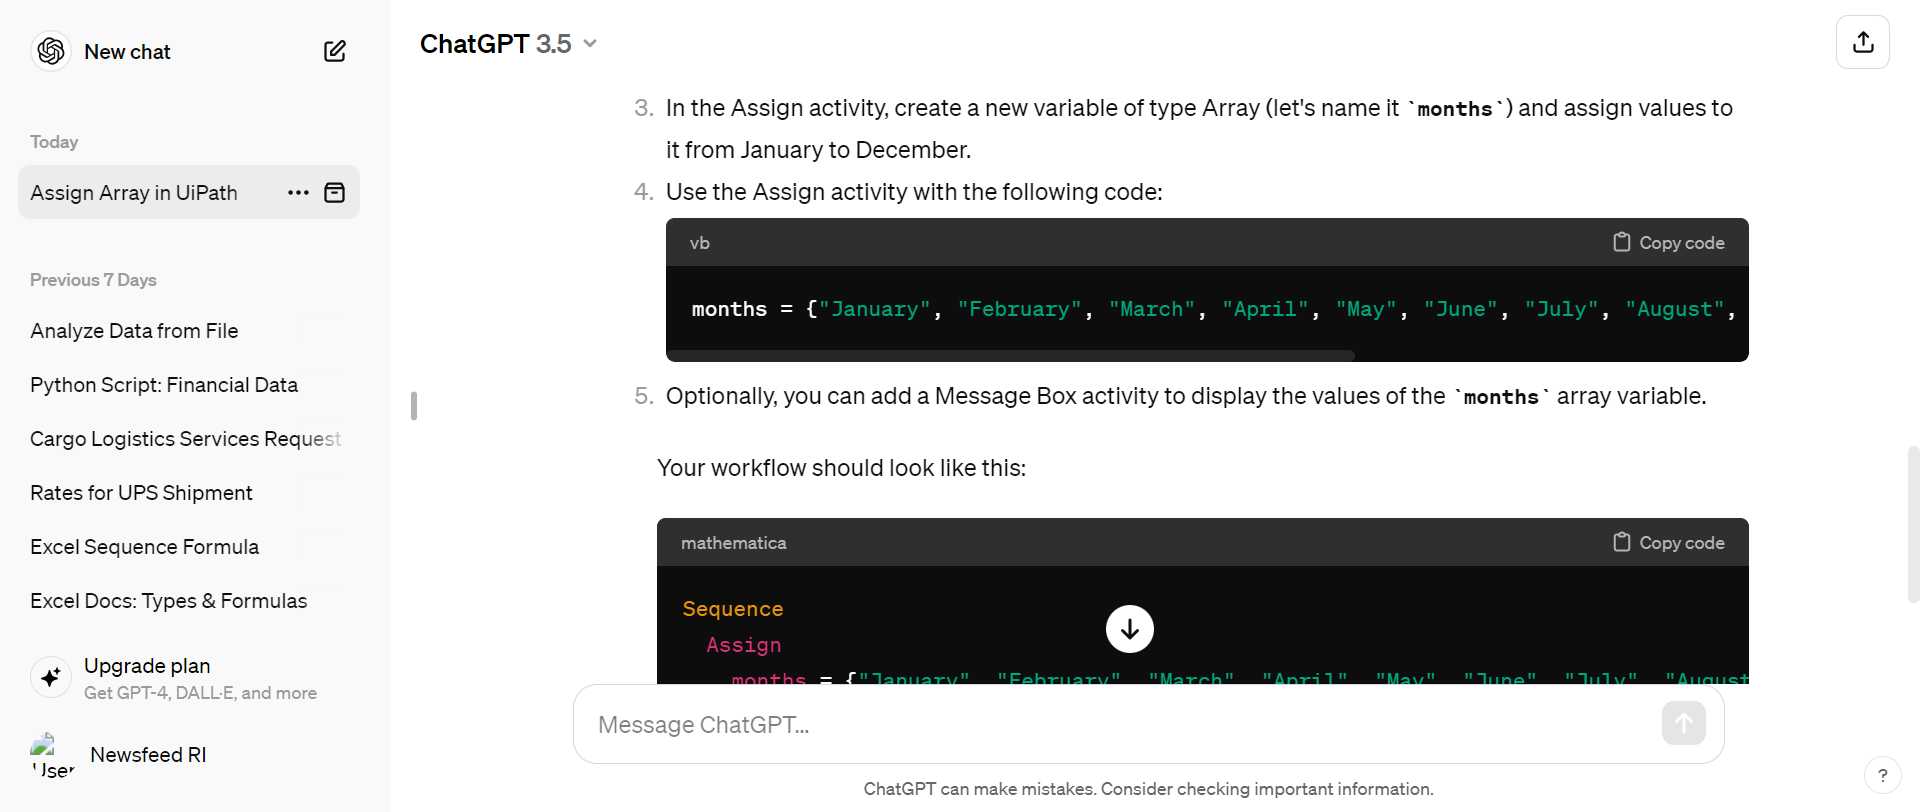 New chat
Today
Assign Array in UiPath
Previous 7 Days
Analyze Data from File
Python Script: Financial Data
Cargo Logistics Services Request
Rates for UPS Shipment
Excel Sequence Formula
Excel Docs: Types & Formulas
Upgrade plan
Get GPT-4, DALL·E, and more
User
Newsfeed RI
ChatGPT 3.5
3. In the Assign activity, create a new variable of type Array (let's name it `months`) and assign values to
it from January to December.
4. Use the Assign activity with the following code:
vb
Copy code
months = {"January", "February", "March", "April", "May", "June", "July", "August",
5. Optionally, you can add a Message Box activity to display the values of the `months` array variable.
Your workflow should look like this:
mathematica
Copy code
Sequence
Assign
months = {"January", "February", "March", "April", "May", "June", "July", "August
Message ChatGPT...
ChatGPT can make mistakes. Consider checking important information.
?